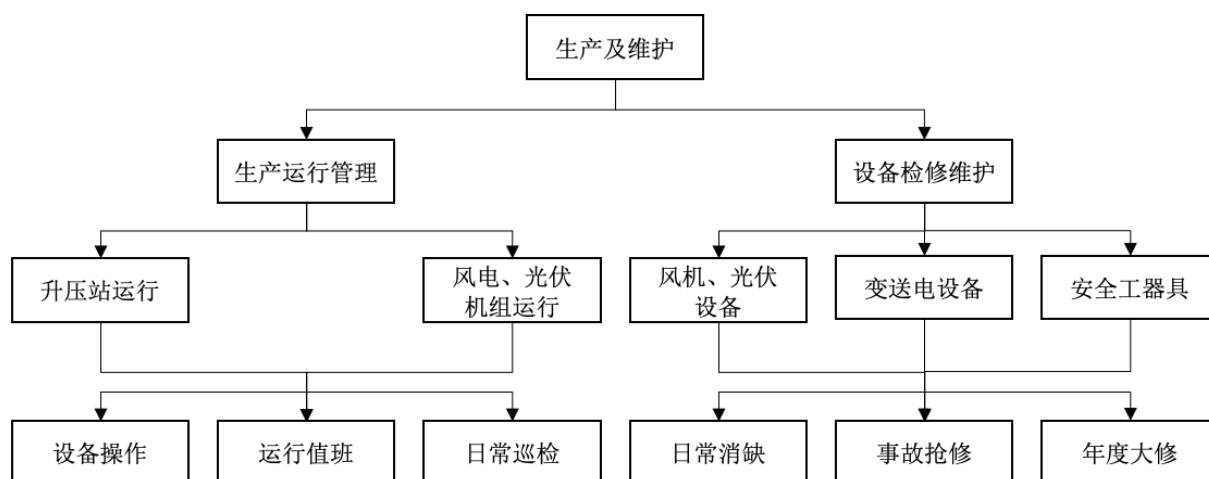 生产及维护
生产运行管理
设备检修维护
升压站运行
风电、光伏
机组运行
风机、光伏
设备
变送电设备
安全工器具
设备操作
运行值班
日常巡检
日常消缺
事故抢修
年度大修